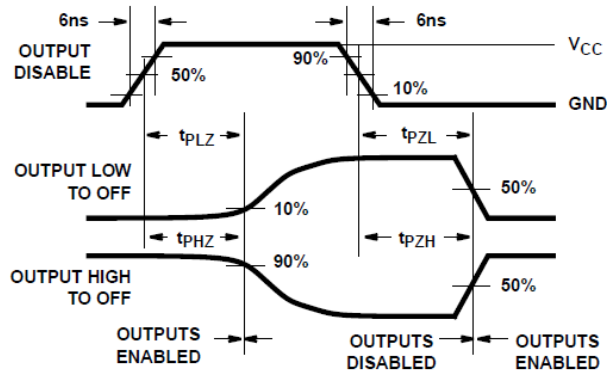 6ns
6ns
OUTPUT
DISABLE
90%
50%
10%
VCC
GND
tPLZ
tPZL
OUTPUT LOW
TO OFF
10%
50%
tPHZ
tPZH
OUTPUT HIGH
TO OFF
90%
50%
OUTPUTS
ENABLED
OUTPUTS
DISABLED
OUTPUTS
ENABLED